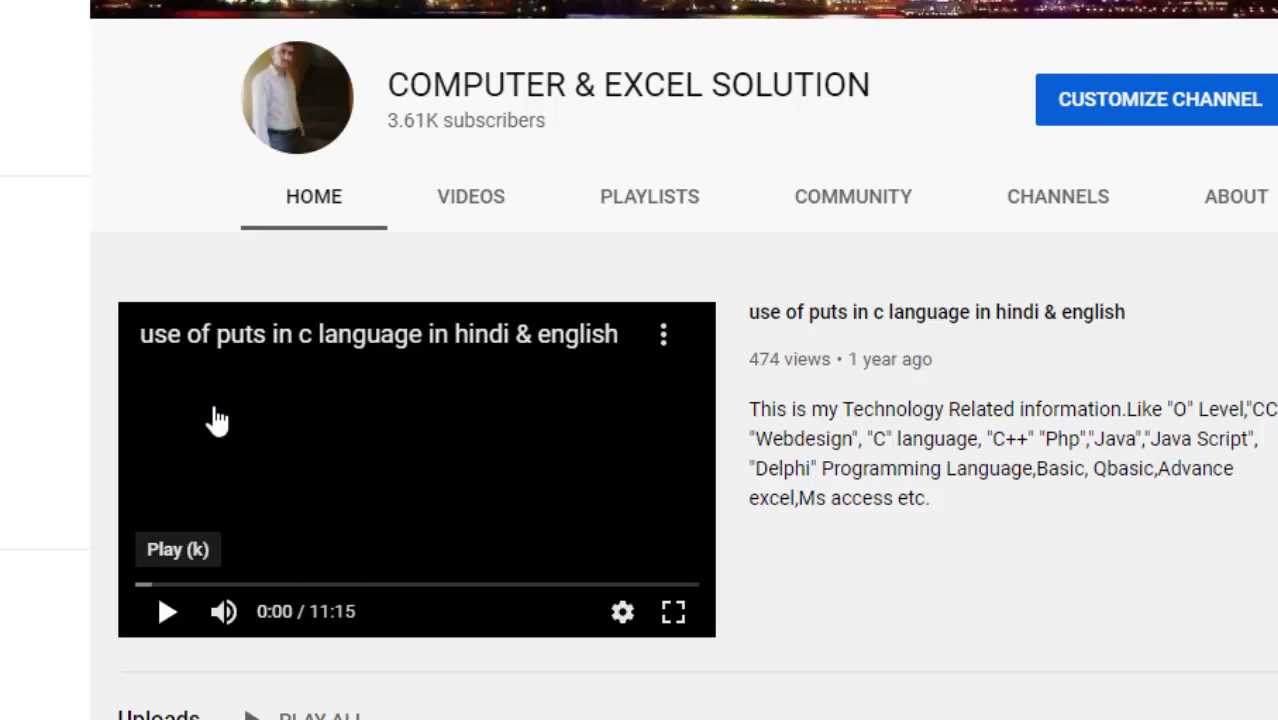 COMPUTER & EXCEL SOLUTION
3.61K subscribers
CUSTOMIZE CHANNEL
HOME
VIDEOS
PLAYLISTS
COMMUNITY
CHANNELS
ABOUT
use of puts in c language in hindi & english
Play (k)
0:00 / 11:15
use of puts in c language in hindi & english
474 views • 1 year ago
This is my Technology Related information.Like "O" Level,"CC
"Webdesign", "C" language, "C++" "Php","Java","Java Script",
"Delphi" Programming Language,Basic, Qbasic,Advance
excel,Ms access etc.
Uploads
PLAY ALL